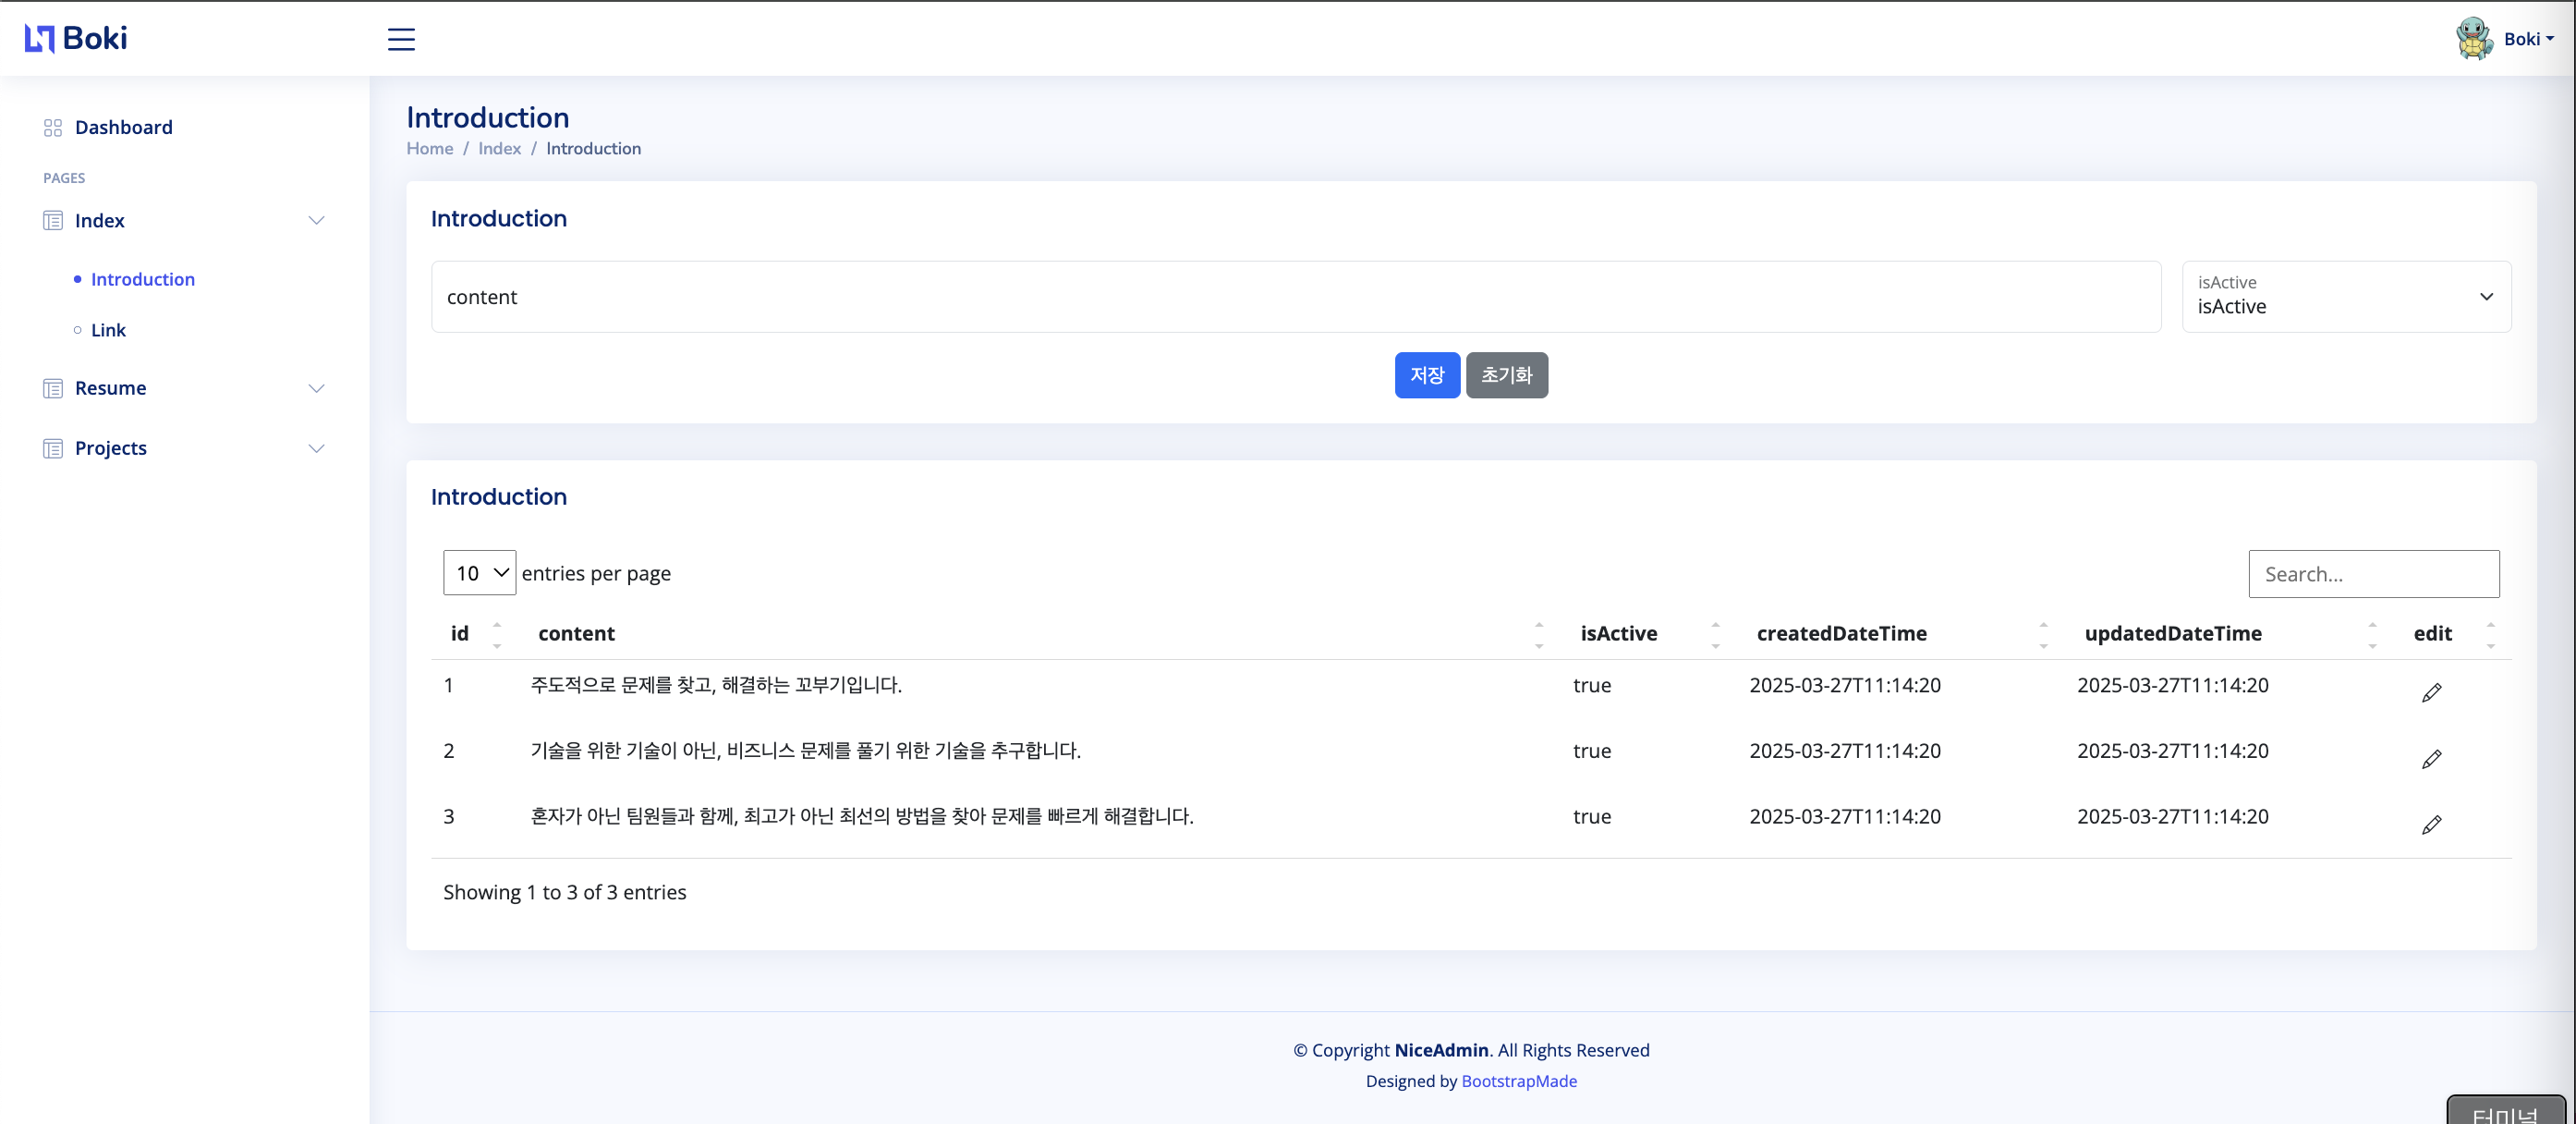 Boki
Boki
Dashboard
PAGES
Index
Introduction
Link
Resume
Projects
Introduction
Home / Index / Introduction
Introduction
content
isActive
isActive
저장 초기화
Introduction
10 entries per page
Search...
id content isActive createdDateTime updatedDateTime edit
1 주도적으로 문제를 찾고, 해결하는 꼬부기입니다. true 2025-03-27T11:14:20 2025-03-27T11:14:20
2 기술을 위한 기술이 아닌, 비즈니스 문제를 풀기 위한 기술을 추구합니다. true 2025-03-27T11:14:20 2025-03-27T11:14:20
3 혼자가 아닌 팀원들과 함께, 최고가 아닌 최선의 방법을 찾아 문제를 빠르게 해결합니다. true 2025-03-27T11:14:20 2025-03-27T11:14:20
Showing 1 to 3 of 3 entries
© Copyright NiceAdmin. All Rights Reserved
Designed by BootstrapMade
터미널